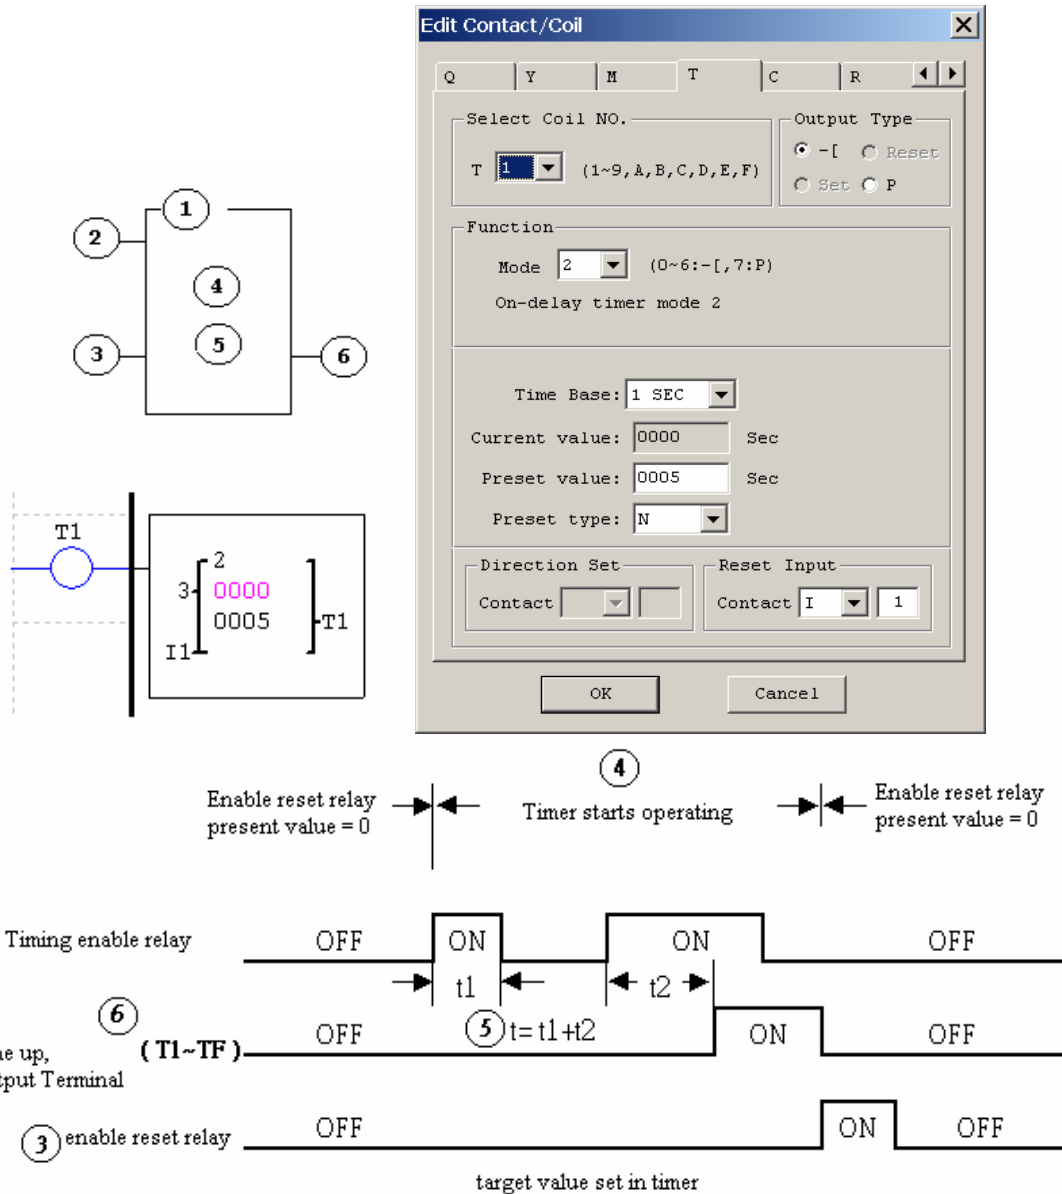 Edit Contact/Coil
Q Y M T C R
Select Coil NO.
T 1 (1~9,A,B,C,D,E,F)
Output Type
-[ Reset
Set P
Function
Mode 2 (0~6:-[,7:P)
On-delay timer mode 2
Time Base: 1 SEC
Current value: 0000 Sec
Preset value: 0005 Sec
Preset type: N
Direction Set
Contact
Reset Input
Contact I 1
OK Cancel
1
2
4
3
5
6
T1
2
3 0000
0005
T1
I1
4
Enable reset relay
present value = 0
Timer starts operating
Enable reset relay
present value = 0
Timing enable relay OFF ON ON OFF
t1 t2
6
5 t= t1+t2
(T1~TF) OFF ON OFF
e up,
tput Terminal
3 enable reset relay OFF ON OFF
target value set in timer